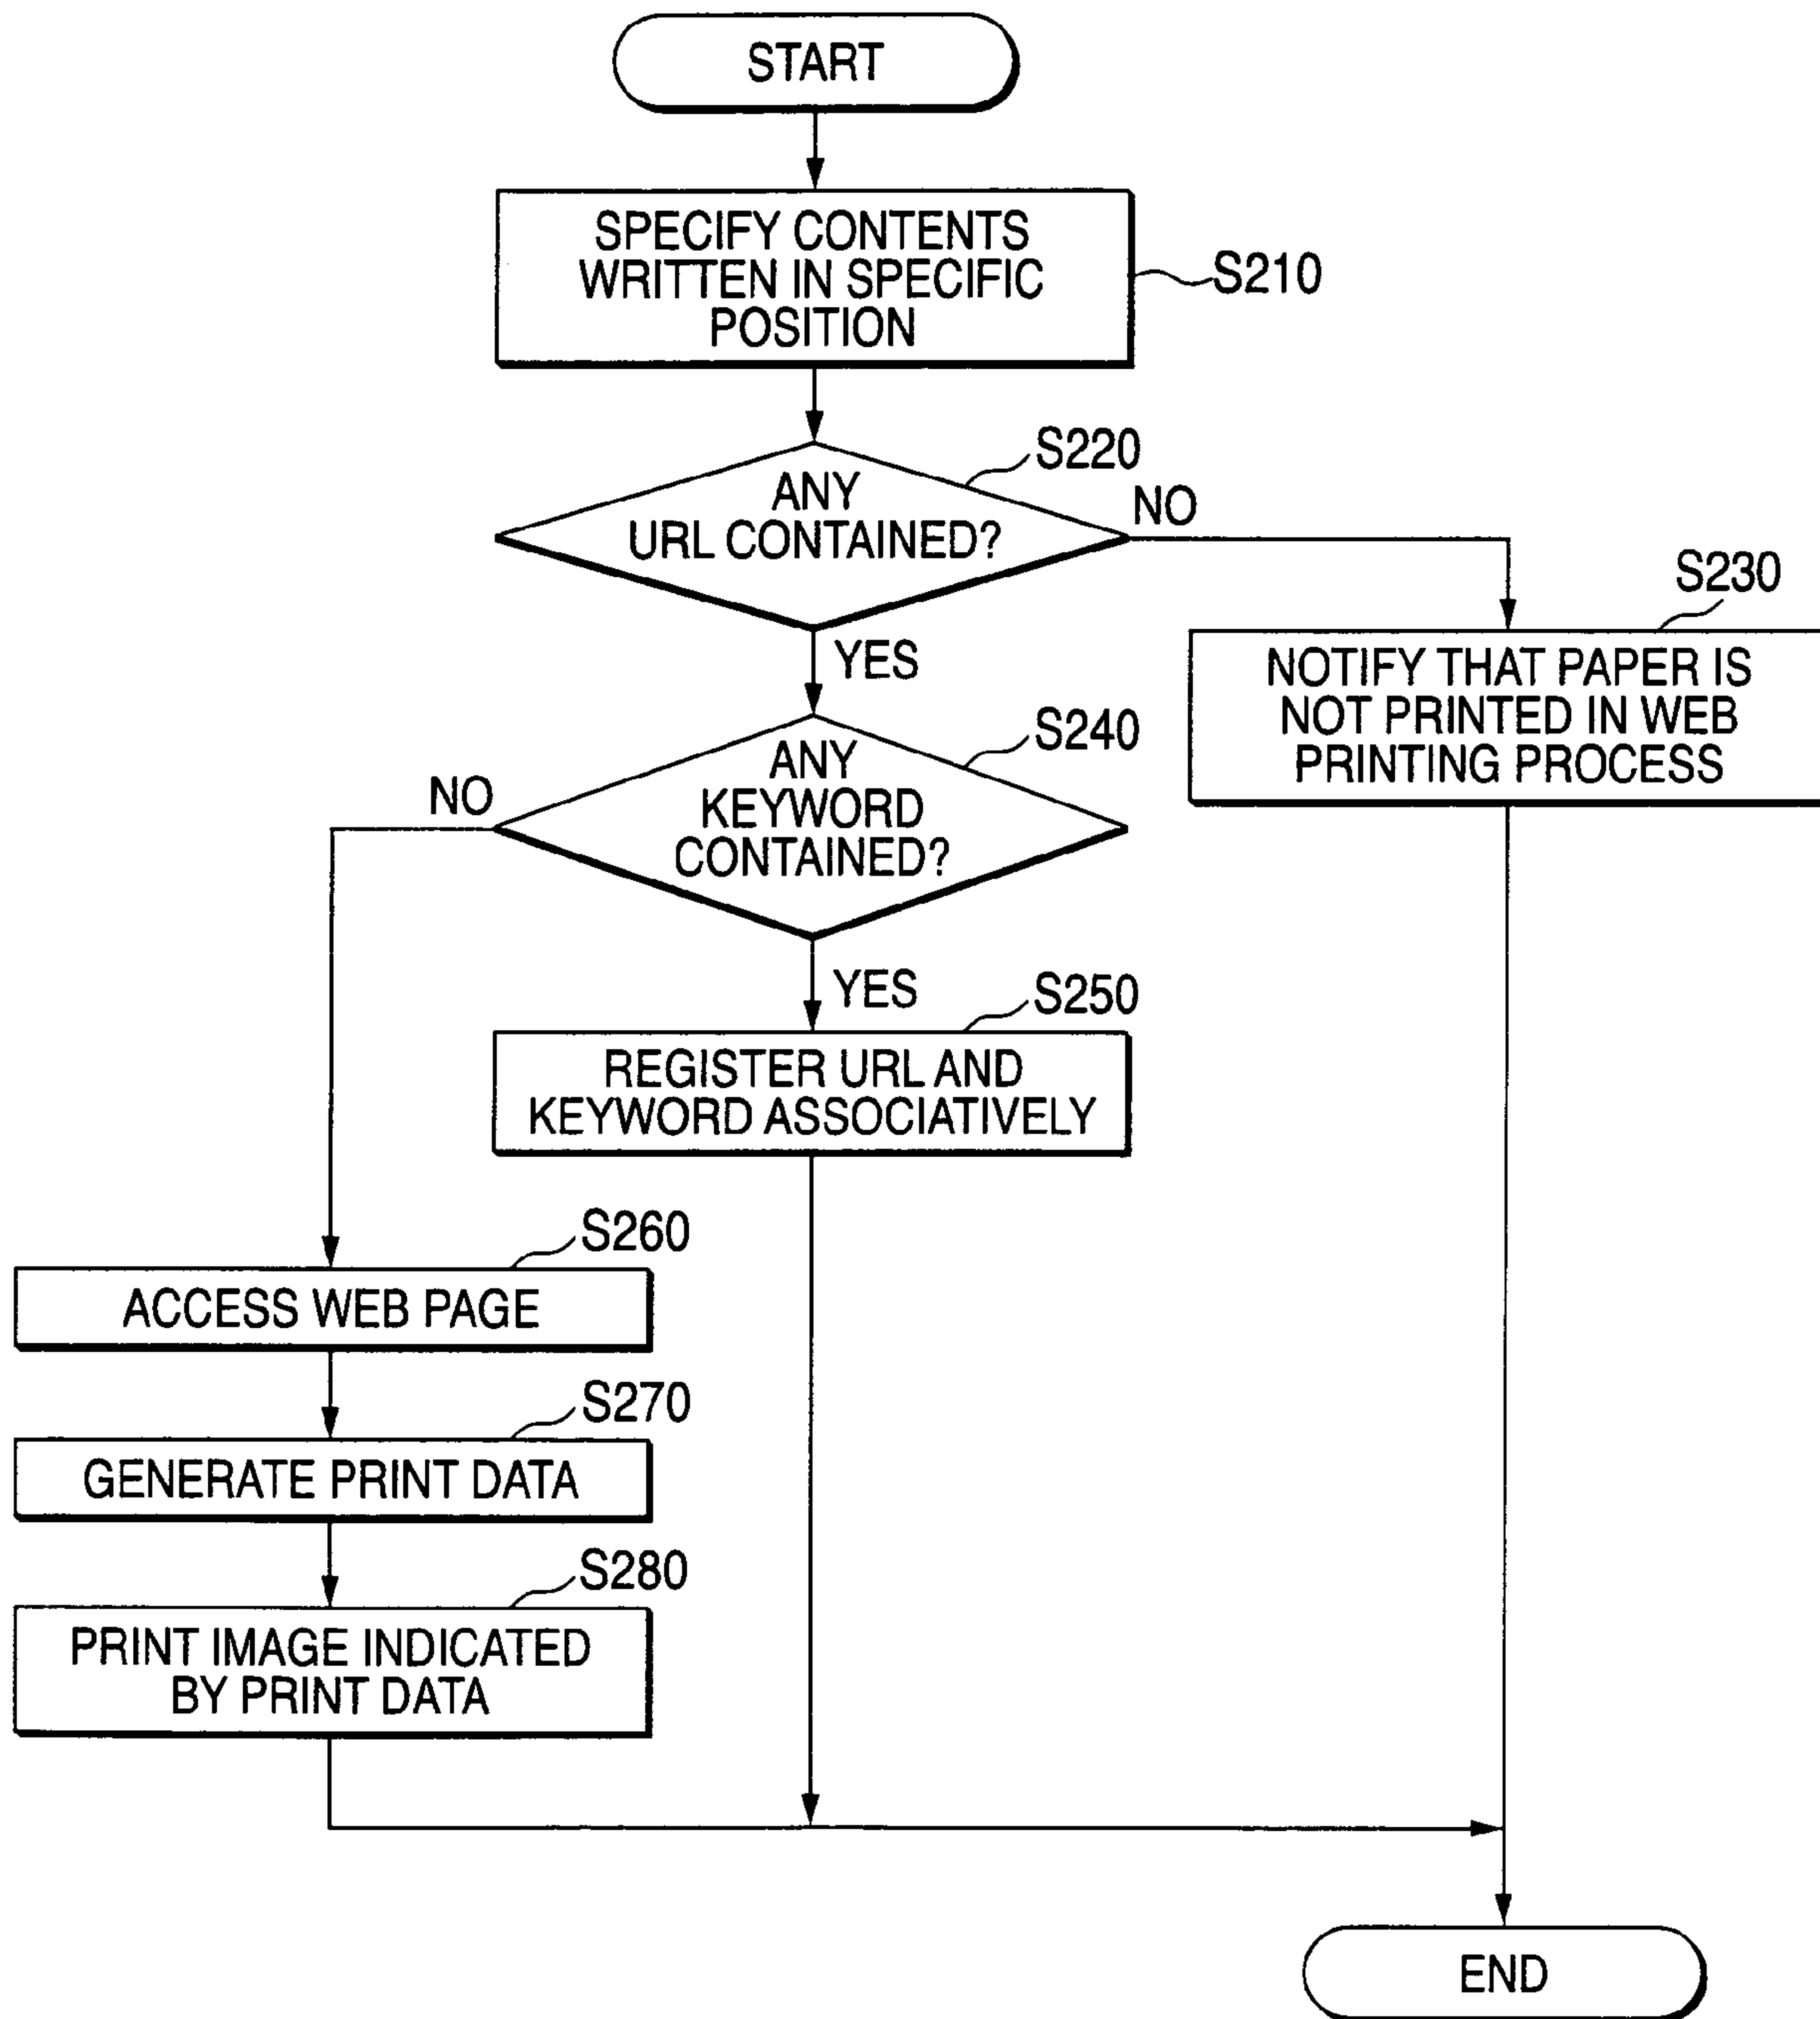 START
SPECIFY CONTENTS
WRITTEN IN SPECIFIC
POSITION
S210
S220
ANY
URL CONTAINED?
NO
S230
YES
NOTIFY THAT PAPER IS
NOT PRINTED IN WEB
PRINTING PROCESS
S240
ANY
KEYWORD
CONTAINED?
NO
YES
S250
REGISTER URL AND
KEYWORD ASSOCIATIVELY
S260
ACCESS WEB PAGE
S270
GENERATE PRINT DATA
S280
PRINT IMAGE INDICATED
BY PRINT DATA
END